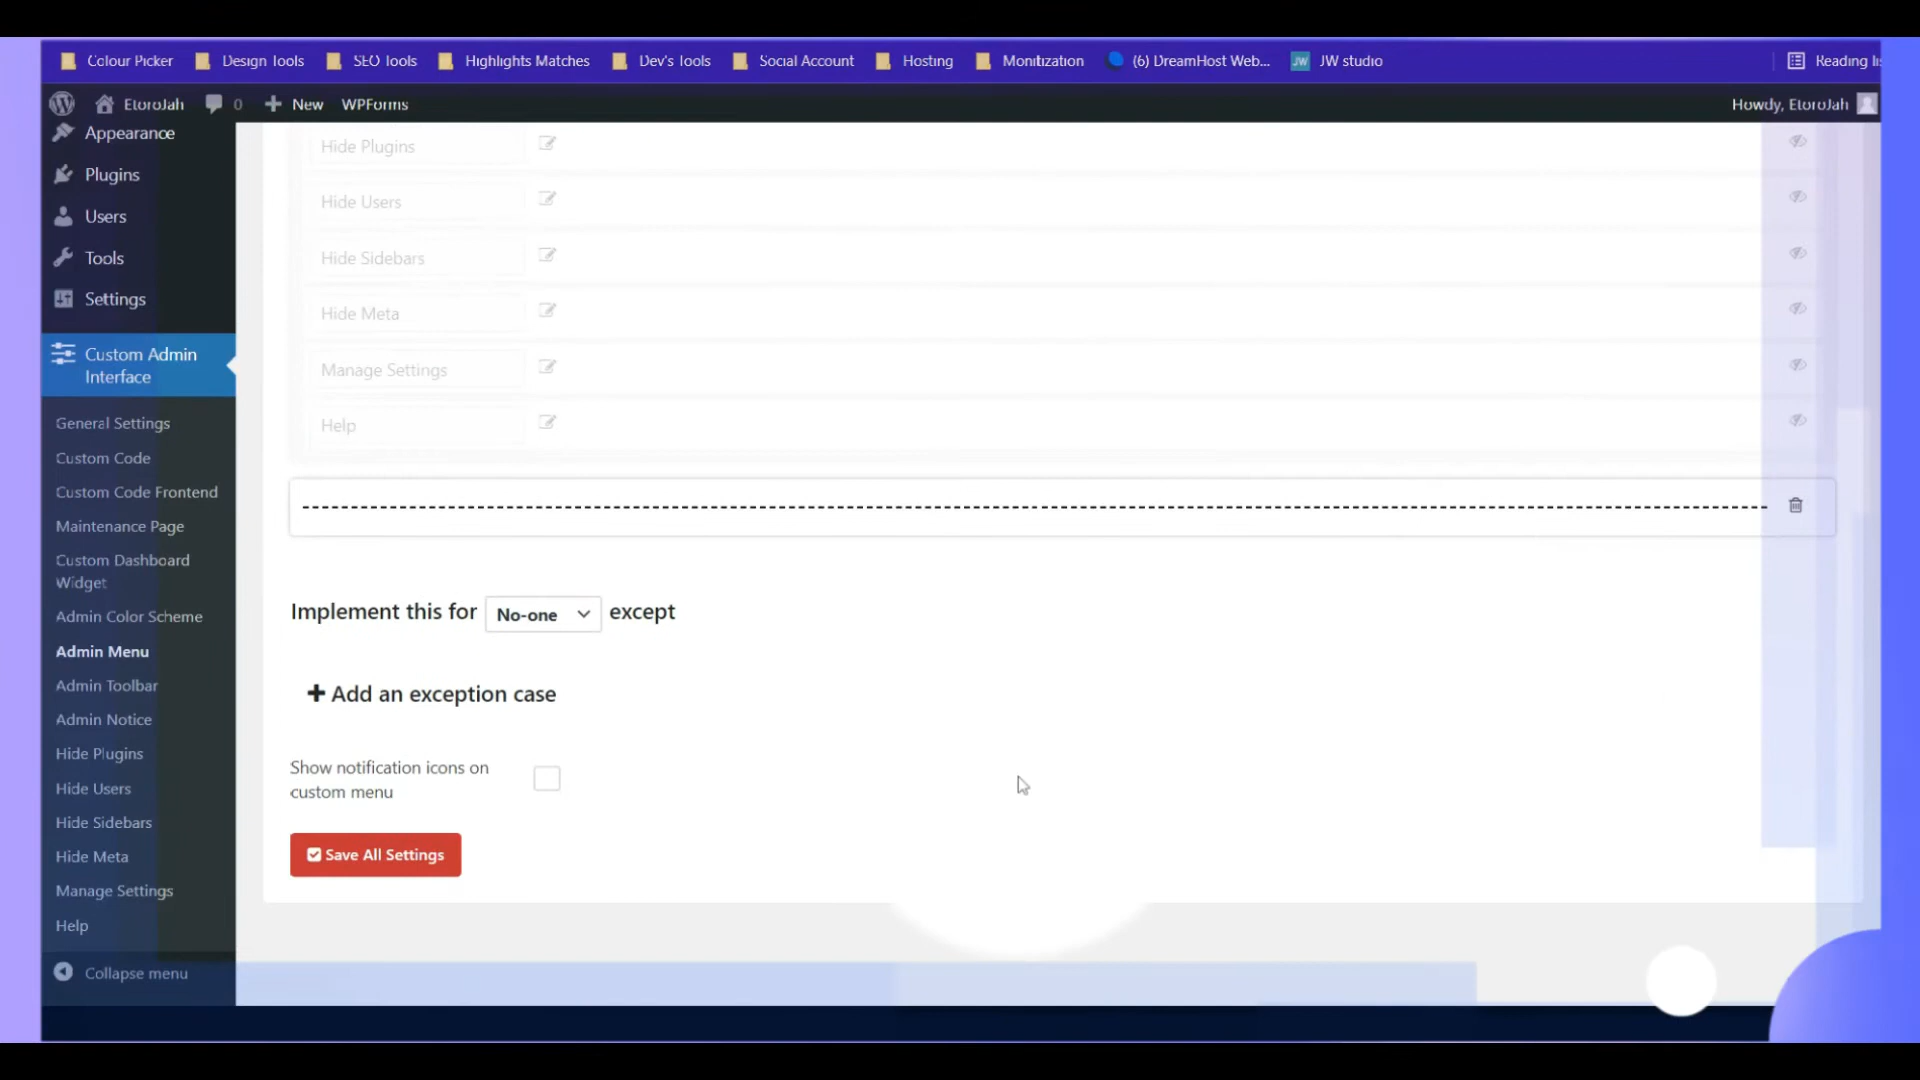 Colour Picker Design Tools SEO Tools Highlights Matches Dev's Tools Social Account Hosting Monitization (6) DreamHost Web... JW JW studio Reading
EtoroJah 0 New WPForms Howdy, EtoroJah
Appearance
Plugins
Users
Tools
Settings
Custom Admin
Interface
General Settings
Custom Code
Custom Code Frontend
Maintenance Page
Custom Dashboard
Widget
Admin Color Scheme
Admin Menu
Admin Toolbar
Admin Notice
Hide Plugins
Hide Users
Hide Sidebars
Hide Meta
Manage Settings
Help
Collapse menu
Hide Plugins
Hide Users
Hide Sidebars
Hide Meta
Manage Settings
Help
Implement this for No-one except
Add an exception case
Show notification icons on
custom menu
Save All Settings